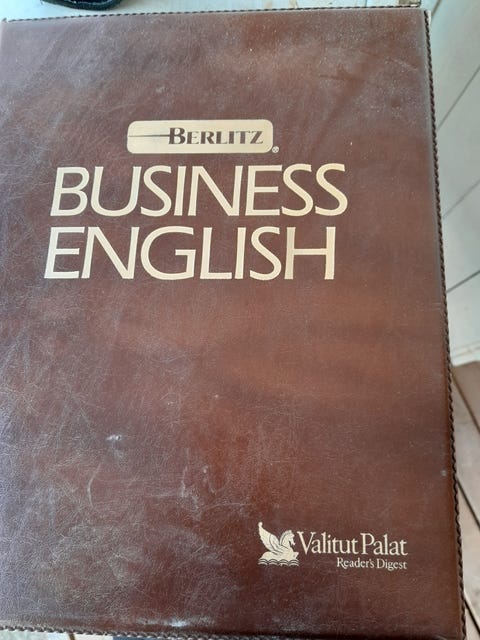 BERLITZ®
BUSINESS
ENGLISH
Valitut Palat
Reader's Digest